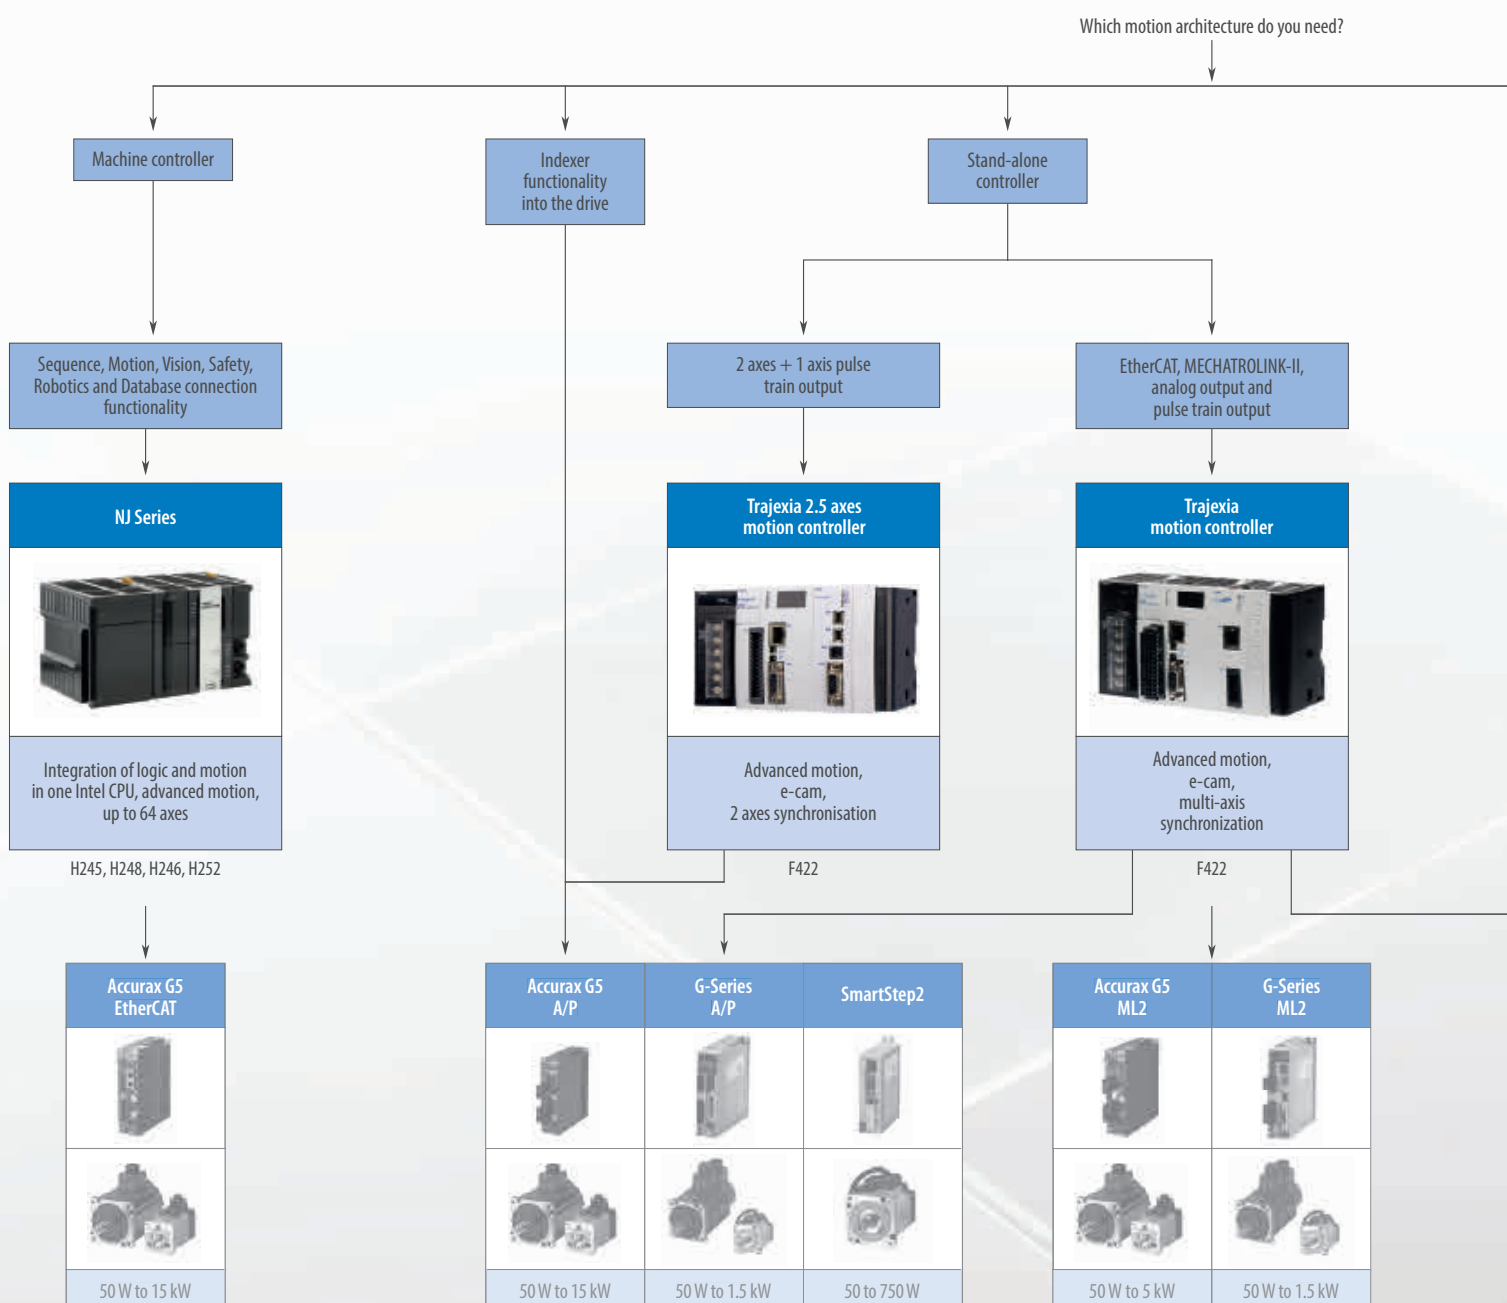 Which motion architecture do you need?
Machine controller
Indexer
functionality
into the drive
Stand-alone
controller
Sequence, Motion, Vision, Safety,
Robotics and Database connection
functionality
2 axes + 1 axis pulse
train output
EtherCAT, MECHATROLINK-II,
analog output and
pulse train output
NJ Series
Trajexia 2.5 axes
motion controller
Trajexia
motion controller
Integration of logic and motion
in one Intel CPU, advanced motion,
up to 64 axes
Advanced motion,
e-cam,
2 axes synchronisation
Advanced motion,
e-cam,
multi-axis
synchronization
H245, H248, H246, H252
F422
F422
Accurax G5
EtherCAT
Accurax G5
A/P
G-Series
A/P
SmartStep2
Accurax G5
ML2
G-Series
ML2
50 W to 15 kW
50 W to 15 kW
50 W to 1.5 kW
50 to 750 W
50 W to 5 kW
50 W to 1.5 kW